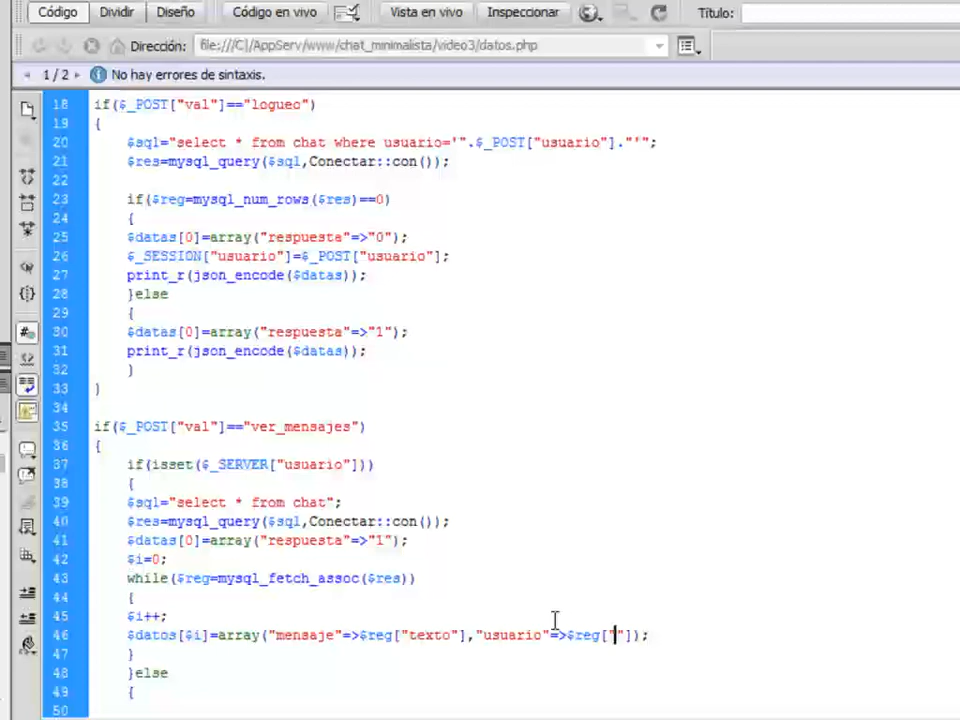 Código Dividir Diseño Código en vivo Vista en vivo Inspeccionar Título:
Dirección: file:///C|/AppServ/www/chat_minimalista/video3/datos.php
1 / 2 No hay errores de sintaxis.
18 if($_POST["val"]=="logueo")
19 {
20 $sql="select * from chat where usuario='".$_POST["usuario"]."'";
21 $res=mysql_query($sql,Conectar::con());
22
23 if($reg=mysql_num_rows($res)==0)
24 {
25 $datas[0]=array("respuesta"=>"0");
26 $_SESSION["usuario"]=$_POST["usuario"];
27 print_r(json_encode($datas));
28 }else
29 {
30 $datas[0]=array("respuesta"=>"1");
31 print_r(json_encode($datas));
32 }
33 }
34
35 if($_POST["val"]=="ver_mensajes")
36 {
37 if(isset($_SERVER["usuario"]))
38 {
39 $sql="select * from chat";
40 $res=mysql_query($sql,Conectar::con());
41 $datas[0]=array("respuesta"=>"1");
42 $i=0;
43 while($reg=mysql_fetch_assoc($res))
44 {
45 $i++;
46 $datos[$i]=array("mensaje"=>$reg["texto"],"usuario"=>$reg[""]);
47 }
48 }else
49 {
50